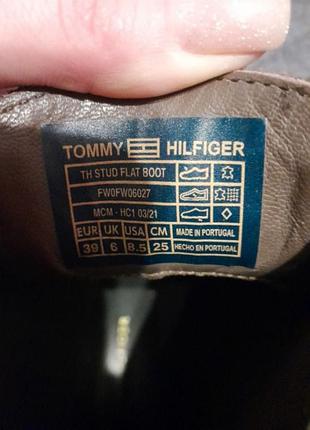 TOMMY HILFIGER
TH STUD FLAT BOOT
FW0FW06027
MCM - HC1 03/21
EUR UK USA CM MADE IN PORTUGAL
39 6 8.5 25 HECHO EN PORTUGAL